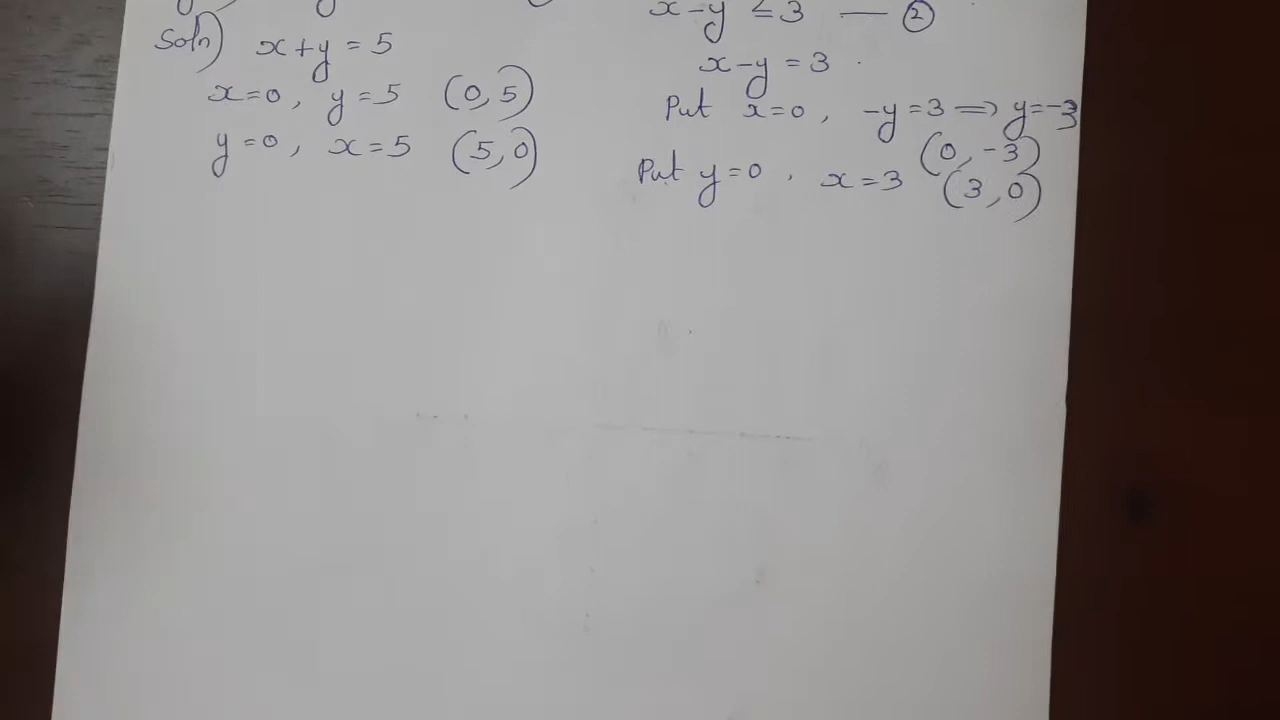 x-y ≤ 3 — ②
Soln) x+y = 5
x=0, y=5 (0,5)
y=0, x=5 (5,0)
x-y = 3
Put x=0, -y=3 ⟹ y=-3
(0,-3)
Put y=0, x=3 (3,0)